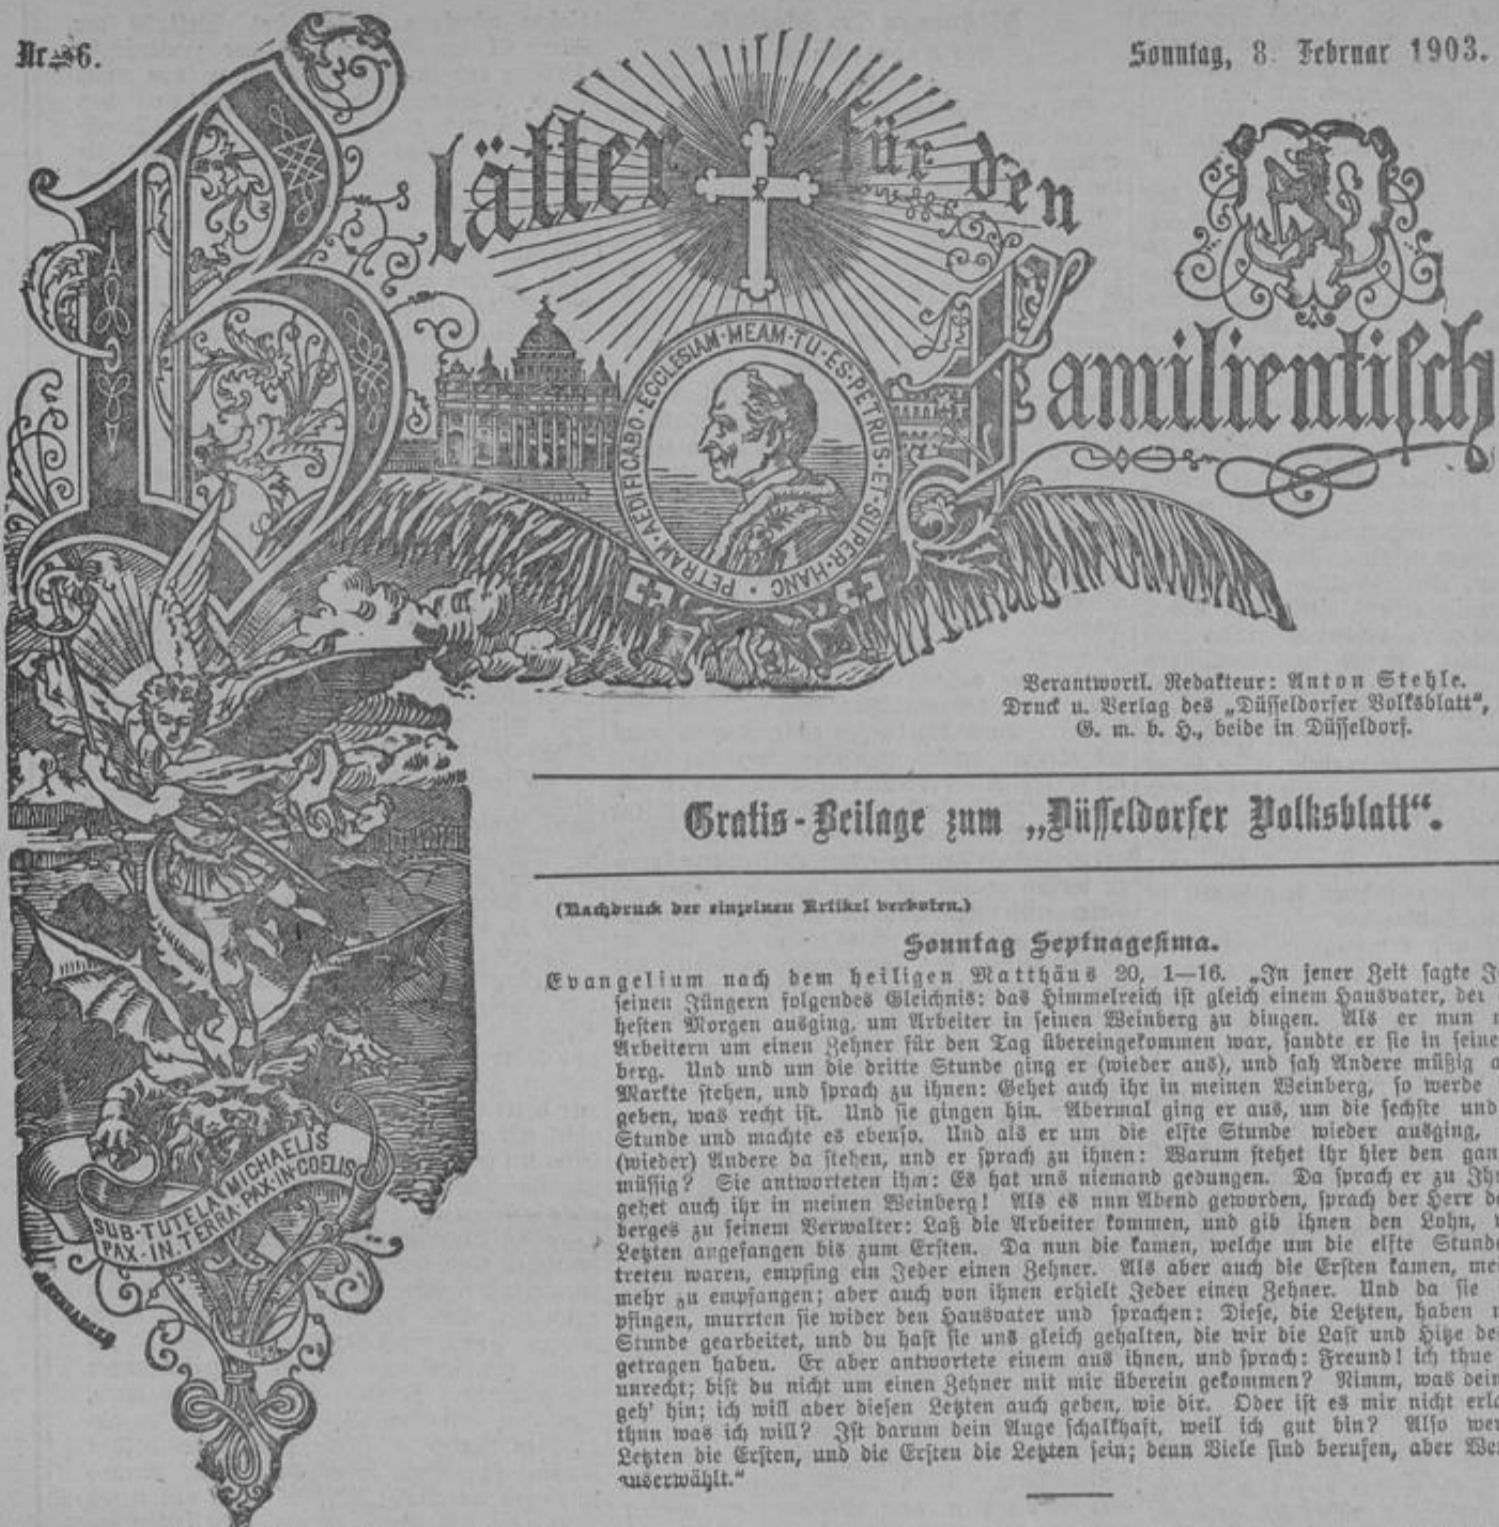 Nr. 6.
Sonntag, 8. Februar 1903.
Blätter für den
Familientisch
PETRAM·AEDIFICABO·ECCLESIAM·MEAM·TU·ES·PETRUS·ET·SUPER·HANC
Verantwortl. Redakteur: Anton Stehle.
Druck u. Verlag des „Düsseldorfer Volksblatt“,
G. m. b. H., beide in Düsseldorf.
Gratis-Beilage zum „Düsseldorfer Volksblatt“.
(Nachdruck der einzelnen Artikel verboten.)
Sonntag Septuagesima.
Evangelium nach dem heiligen Matthäus 20, 1—16. „In jener Zeit sagte
seinen Jüngern folgendes Gleichnis: das Himmelreich ist gleich einem Hausvater, der
hesten Morgen ausging, um Arbeiter in seinen Weinberg zu dingen. Als er nun
Arbeitern um einen Zehner für den Tag übereingekommen war, sandte er sie in seine
berg. Und und um die dritte Stunde ging er (wieder aus), und sah Andere müßig a
Markte stehen, und sprach zu ihnen: Gehet auch ihr in meinen Weinberg, so werde
geben, was recht ist. Und sie gingen hin. Abermal ging er aus, um die sechste und
Stunde und machte es ebenso. Und als er um die elfte Stunde wieder ausging,
(wieder) Andere da stehen, und er sprach zu ihnen: Warum stehet ihr hier den gan
müssig? Sie antworteten ihm: Es hat uns niemand gedungen. Da sprach er zu Ih
gehet auch ihr in meinen Weinberg! Als es nun Abend geworden, sprach der Herr de
berges zu seinem Verwalter: Laß die Arbeiter kommen, und gib ihnen den Lohn,
Letzten angefangen bis zum Ersten. Da nun die kamen, welche um die elfte Stunde
treten waren, empfing ein Jeder einen Zehner. Als aber auch die Ersten kamen, mei
mehr zu empfangen; aber auch von ihnen erhielt Jeder einen Zehner. Und da sie
pfingen, murrten sie wider den Hausvater und sprachen: Diese, die Letzten, haben
Stunde gearbeitet, und du hast sie uns gleich gehalten, die wir die Last und Hitze de
getragen haben. Er aber antwortete einem aus ihnen, und sprach: Freund! ich thue
unrecht; bist du nicht um einen Zehner mit mir überein gekommen? Nimm, was dein
geh' hin; ich will aber diesen Letzten auch geben, wie dir. Oder ist es mir nicht erla
thun was ich will? Ist darum dein Auge schalkhaft, weil ich gut bin? Also wer
Letzten die Ersten, und die Ersten die Letzten sein; denn Viele sind berufen, aber We
auserwählt.“
SUB·TUTELA MICHAELIS
PAX·IN·TERRA·PAX·IN·COELIS